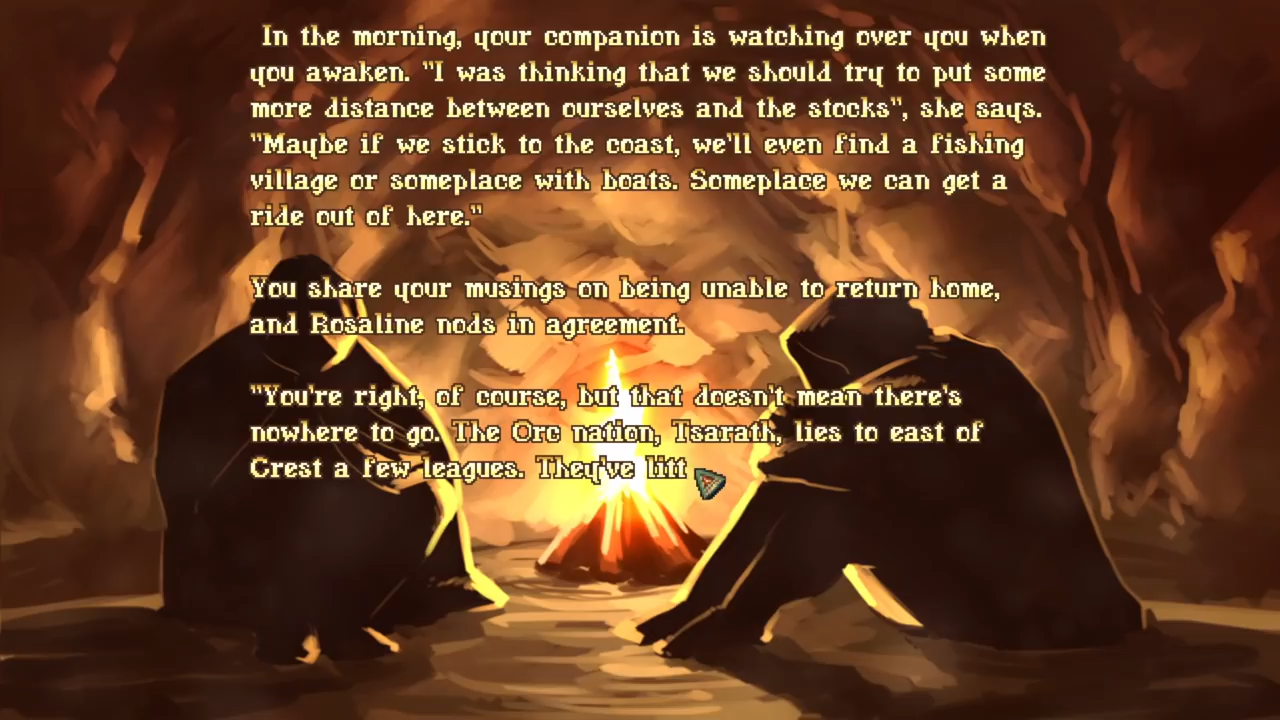 In the morning, your companion is watching over you when
you awaken. "I was thinking that we should try to put some
more distance between ourselves and the stocks", she says.
"Maybe if we stick to the coast, we'll even find a fishing
village or someplace with boats. Someplace we can get a
ride out of here."
You share your musings on being unable to return home,
and Rosaline nods in agreement.
"You're right, of course, but that doesn't mean there's
nowhere to go. The Orc nation, Tsarath, lies to east of
Crest a few leagues. They've litt